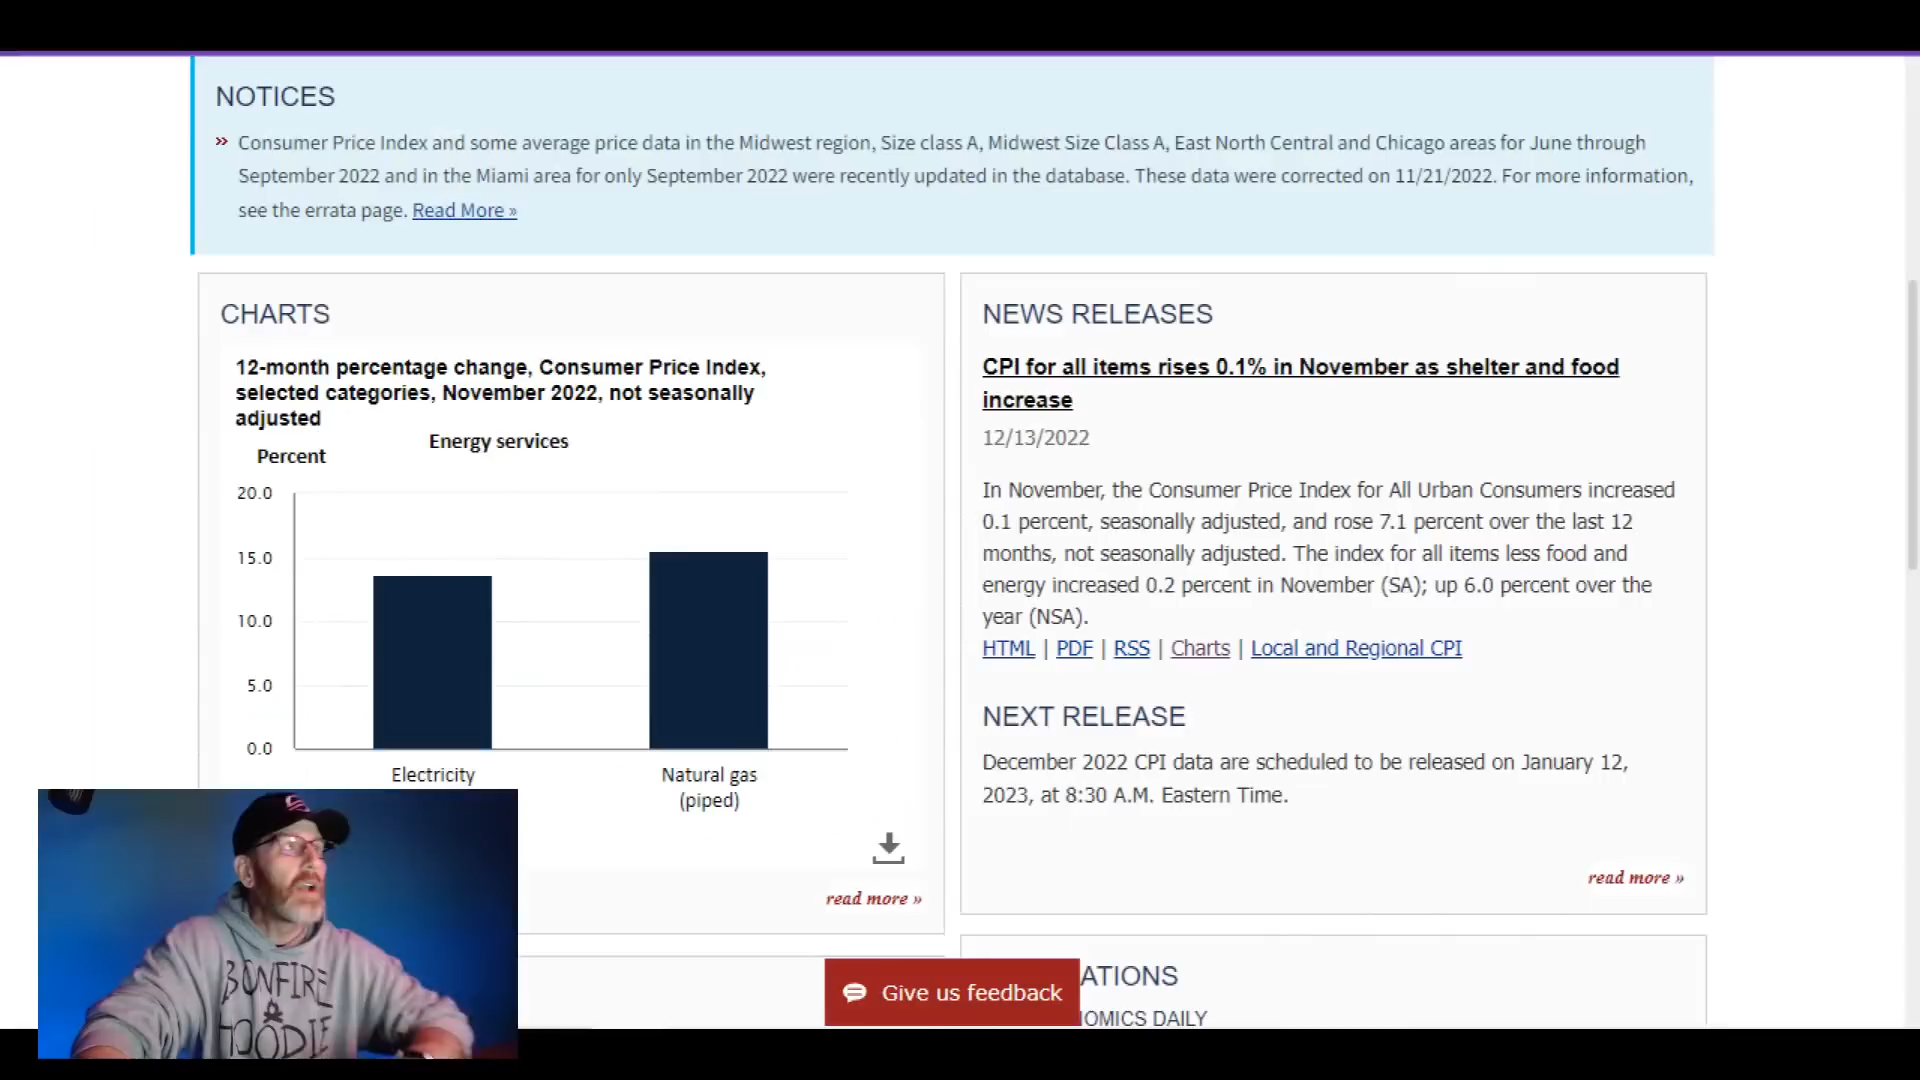 NOTICES
» Consumer Price Index and some average price data in the Midwest region, Size class A, Midwest Size Class A, East North Central and Chicago areas for June through
September 2022 and in the Miami area for only September 2022 were recently updated in the database. These data were corrected on 11/21/2022. For more information,
see the errata page. Read More »
CHARTS
12-month percentage change, Consumer Price Index,
selected categories, November 2022, not seasonally
adjusted
Energy services
Percent
20.0
15.0
10.0
5.0
0.0
Electricity
Natural gas
(piped)
read more »
NEWS RELEASES
CPI for all items rises 0.1% in November as shelter and food
increase
12/13/2022
In November, the Consumer Price Index for All Urban Consumers increased
0.1 percent, seasonally adjusted, and rose 7.1 percent over the last 12
months, not seasonally adjusted. The index for all items less food and
energy increased 0.2 percent in November (SA); up 6.0 percent over the
year (NSA).
HTML | PDF | RSS | Charts | Local and Regional CPI
NEXT RELEASE
December 2022 CPI data are scheduled to be released on January 12,
2023, at 8:30 A.M. Eastern Time.
read more »
ATIONS
OMICS DAILY
Give us feedback
BONFIRE
HOODIE